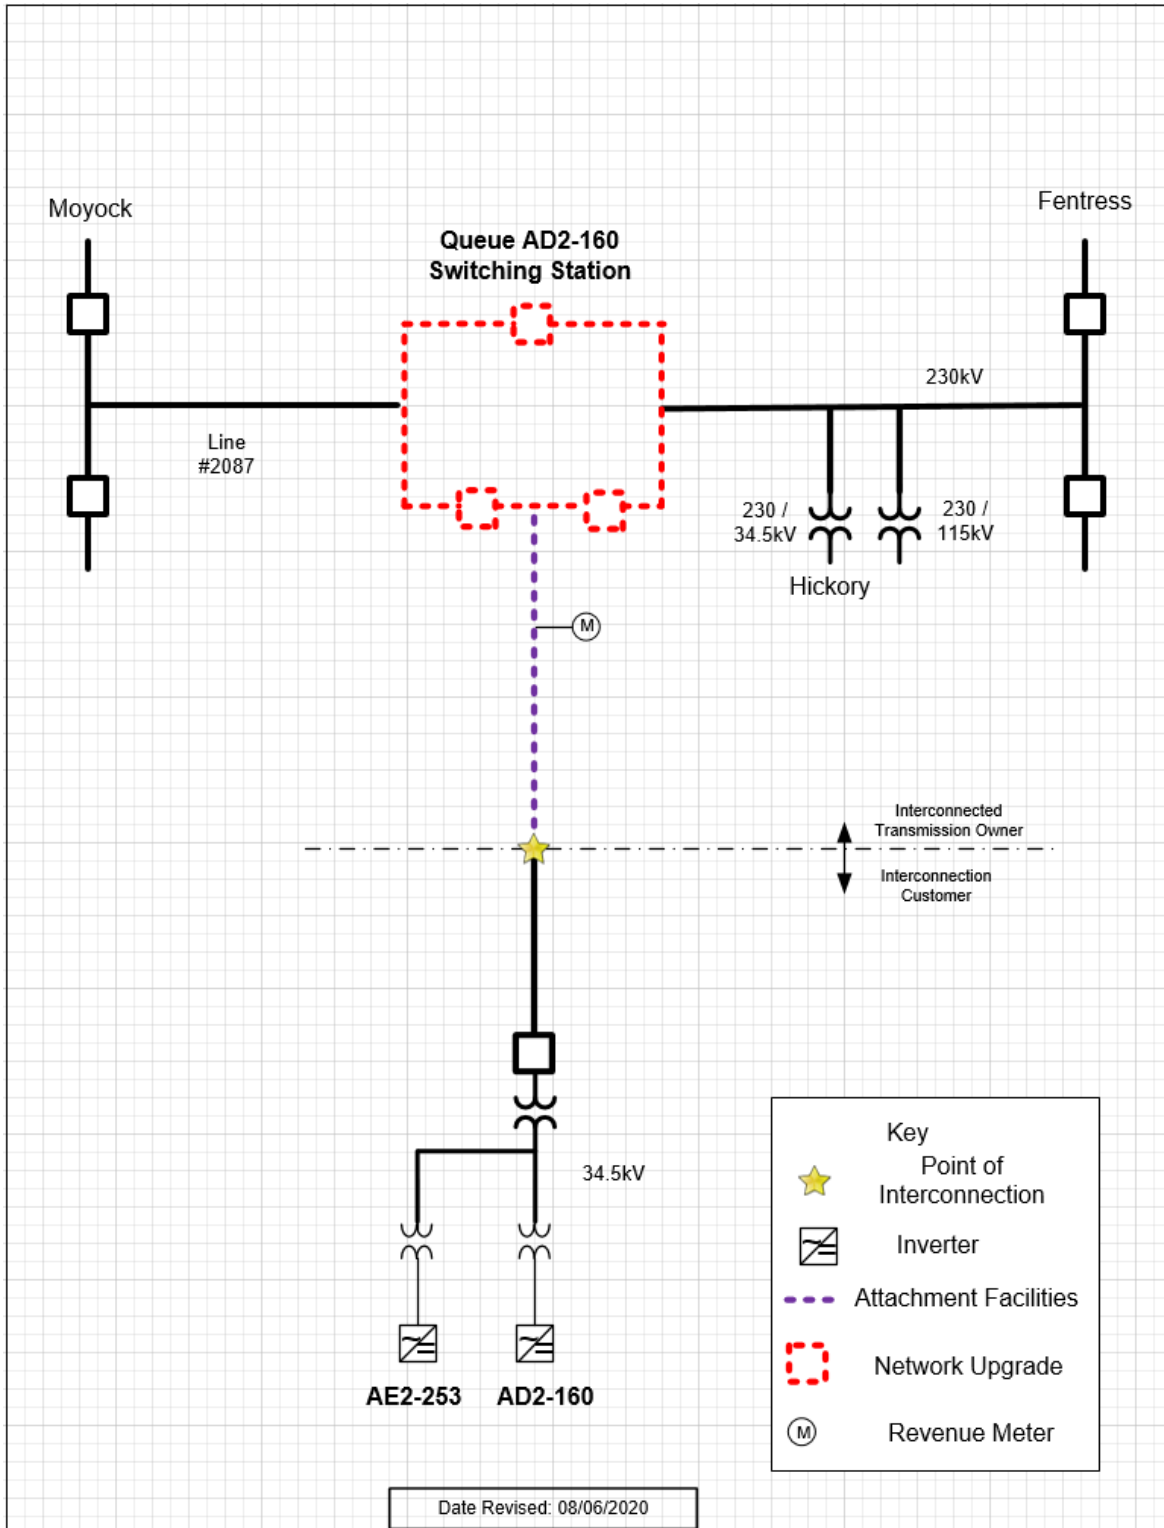 Moyock
Fentress
Queue AD2-160
Switching Station
230kV
Line
#2087
230 /
34.5kV
230 /
115kV
Hickory
M
Interconnected
Transmission Owner
Interconnection
Customer
34.5kV
AE2-253
AD2-160
Key
Point of
Interconnection
Inverter
Attachment Facilities
Network Upgrade
M
Revenue Meter
Date Revised: 08/06/2020